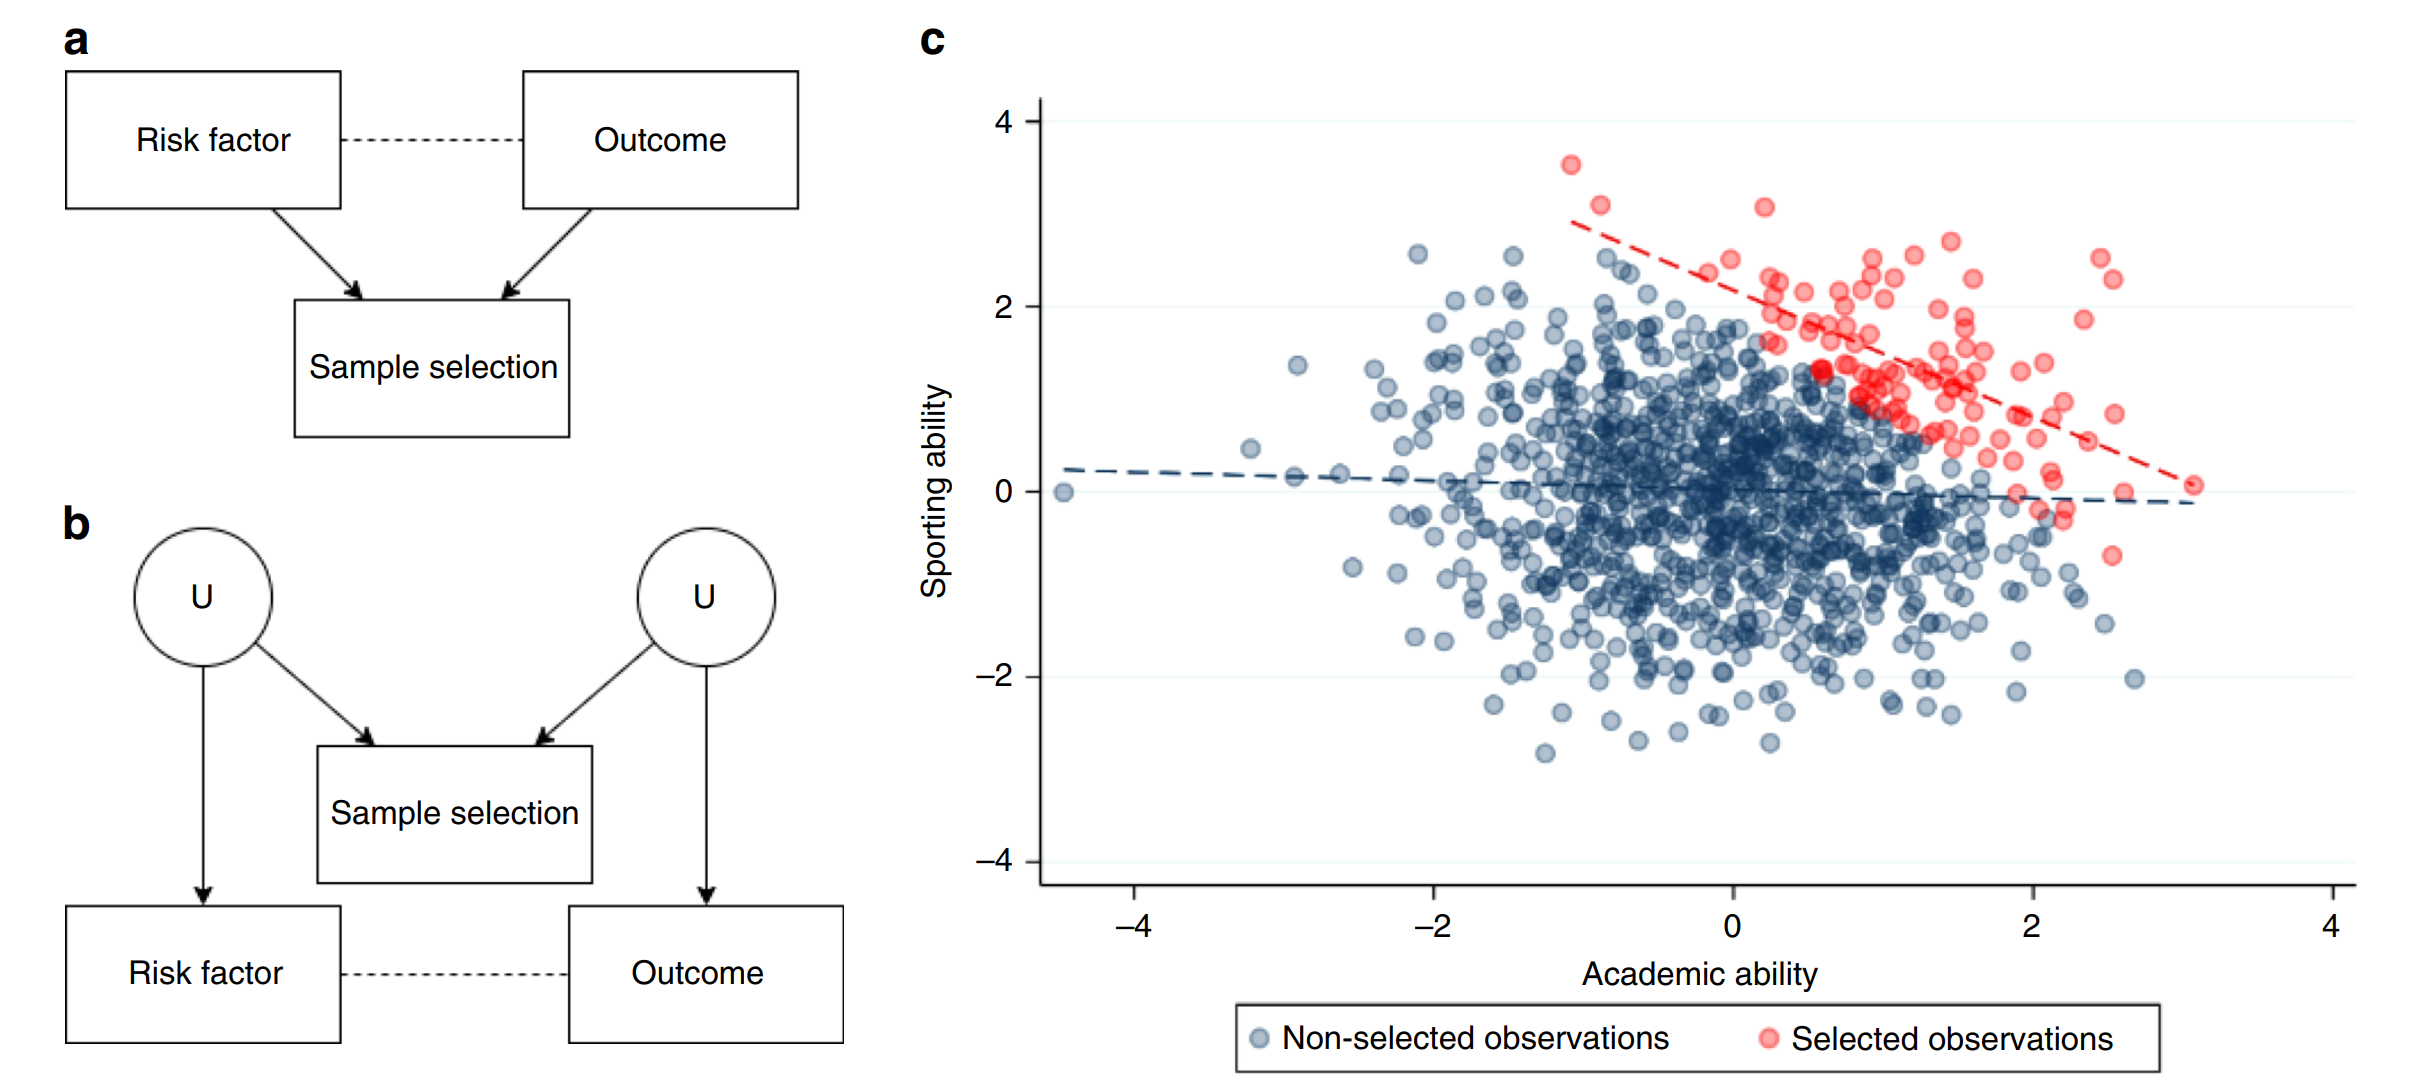 a
Risk factor
Outcome
Sample selection
b
U
U
Sample selection
Risk factor
Outcome
c
Sporting ability
4
2
0
–2
–4
–4
–2
0
2
4
Academic ability
Non-selected observations
Selected observations